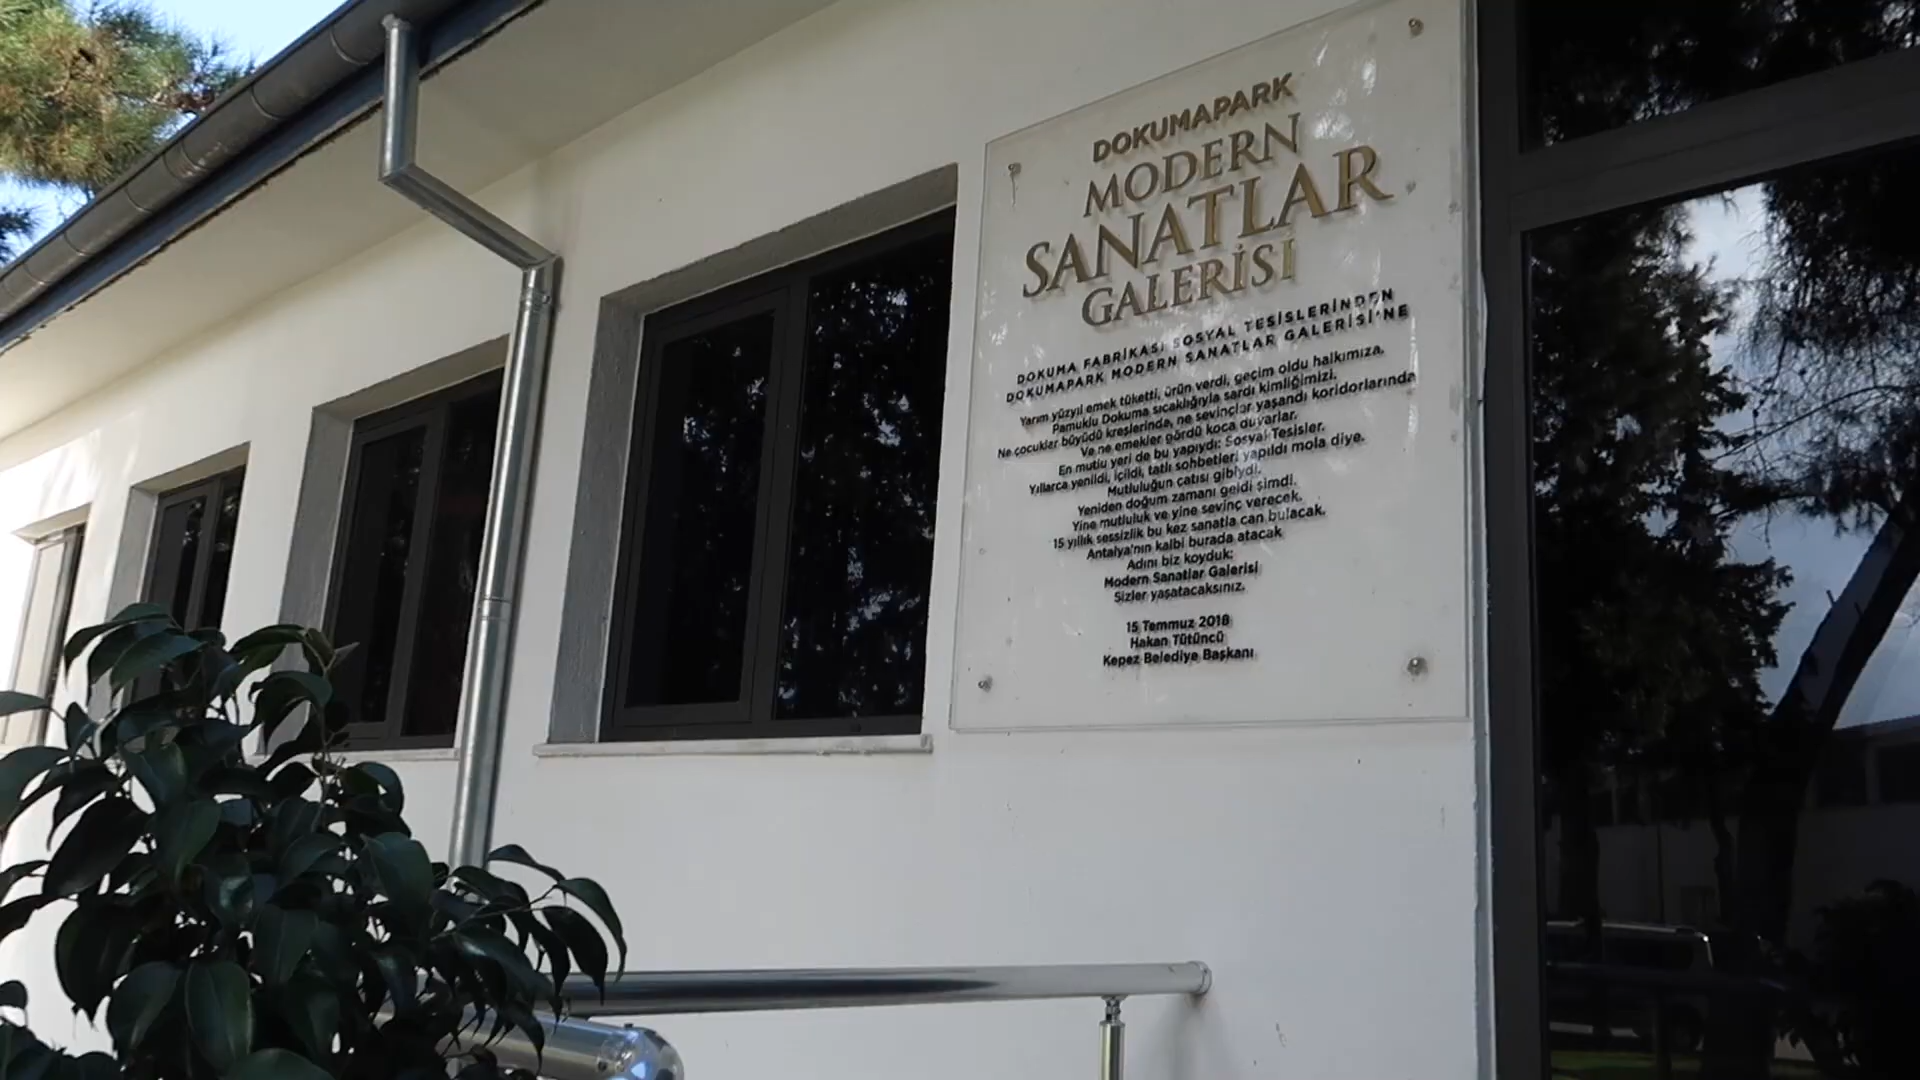 DOKUMAPARK
MODERN
SANATLAR
GALERİSİ
DOKUMA FABRİKASI SOSYAL TESİSLERİNDEN
DOKUMAPARK MODERN SANATLAR GALERİSİ'NE
Yarım yüzyıl emek tüketti, ürün verdi, geçim oldu halkımıza.
Pamuklu Dokuma sıcaklığıyla sardı kimliğimizi.
Ne çocuklar büyüdü kreşlerinde, ne sevinçler yaşandı koridorlarında
Ve ne emekler gördü koca duvarlar.
En mutlu yeri de bu yapıydı: Sosyal Tesisler.
Yıllarca yenildi, içildi, tatlı sohbetleri yapıldı mola diye.
Mutluluğun çatısı gibiydi.
Yeniden doğum zamanı geldi şimdi.
Yine mutluluk ve yine sevinç verecek.
15 yıllık sessizlik bu kez sanatla can bulacak.
Antalya'nın kalbi burada atacak
Adını biz koyduk:
Modern Sanatlar Galerisi
Sizler yaşatacaksınız.
15 Temmuz 2018
Hakan Tütüncü
Kepez Belediye Başkanı